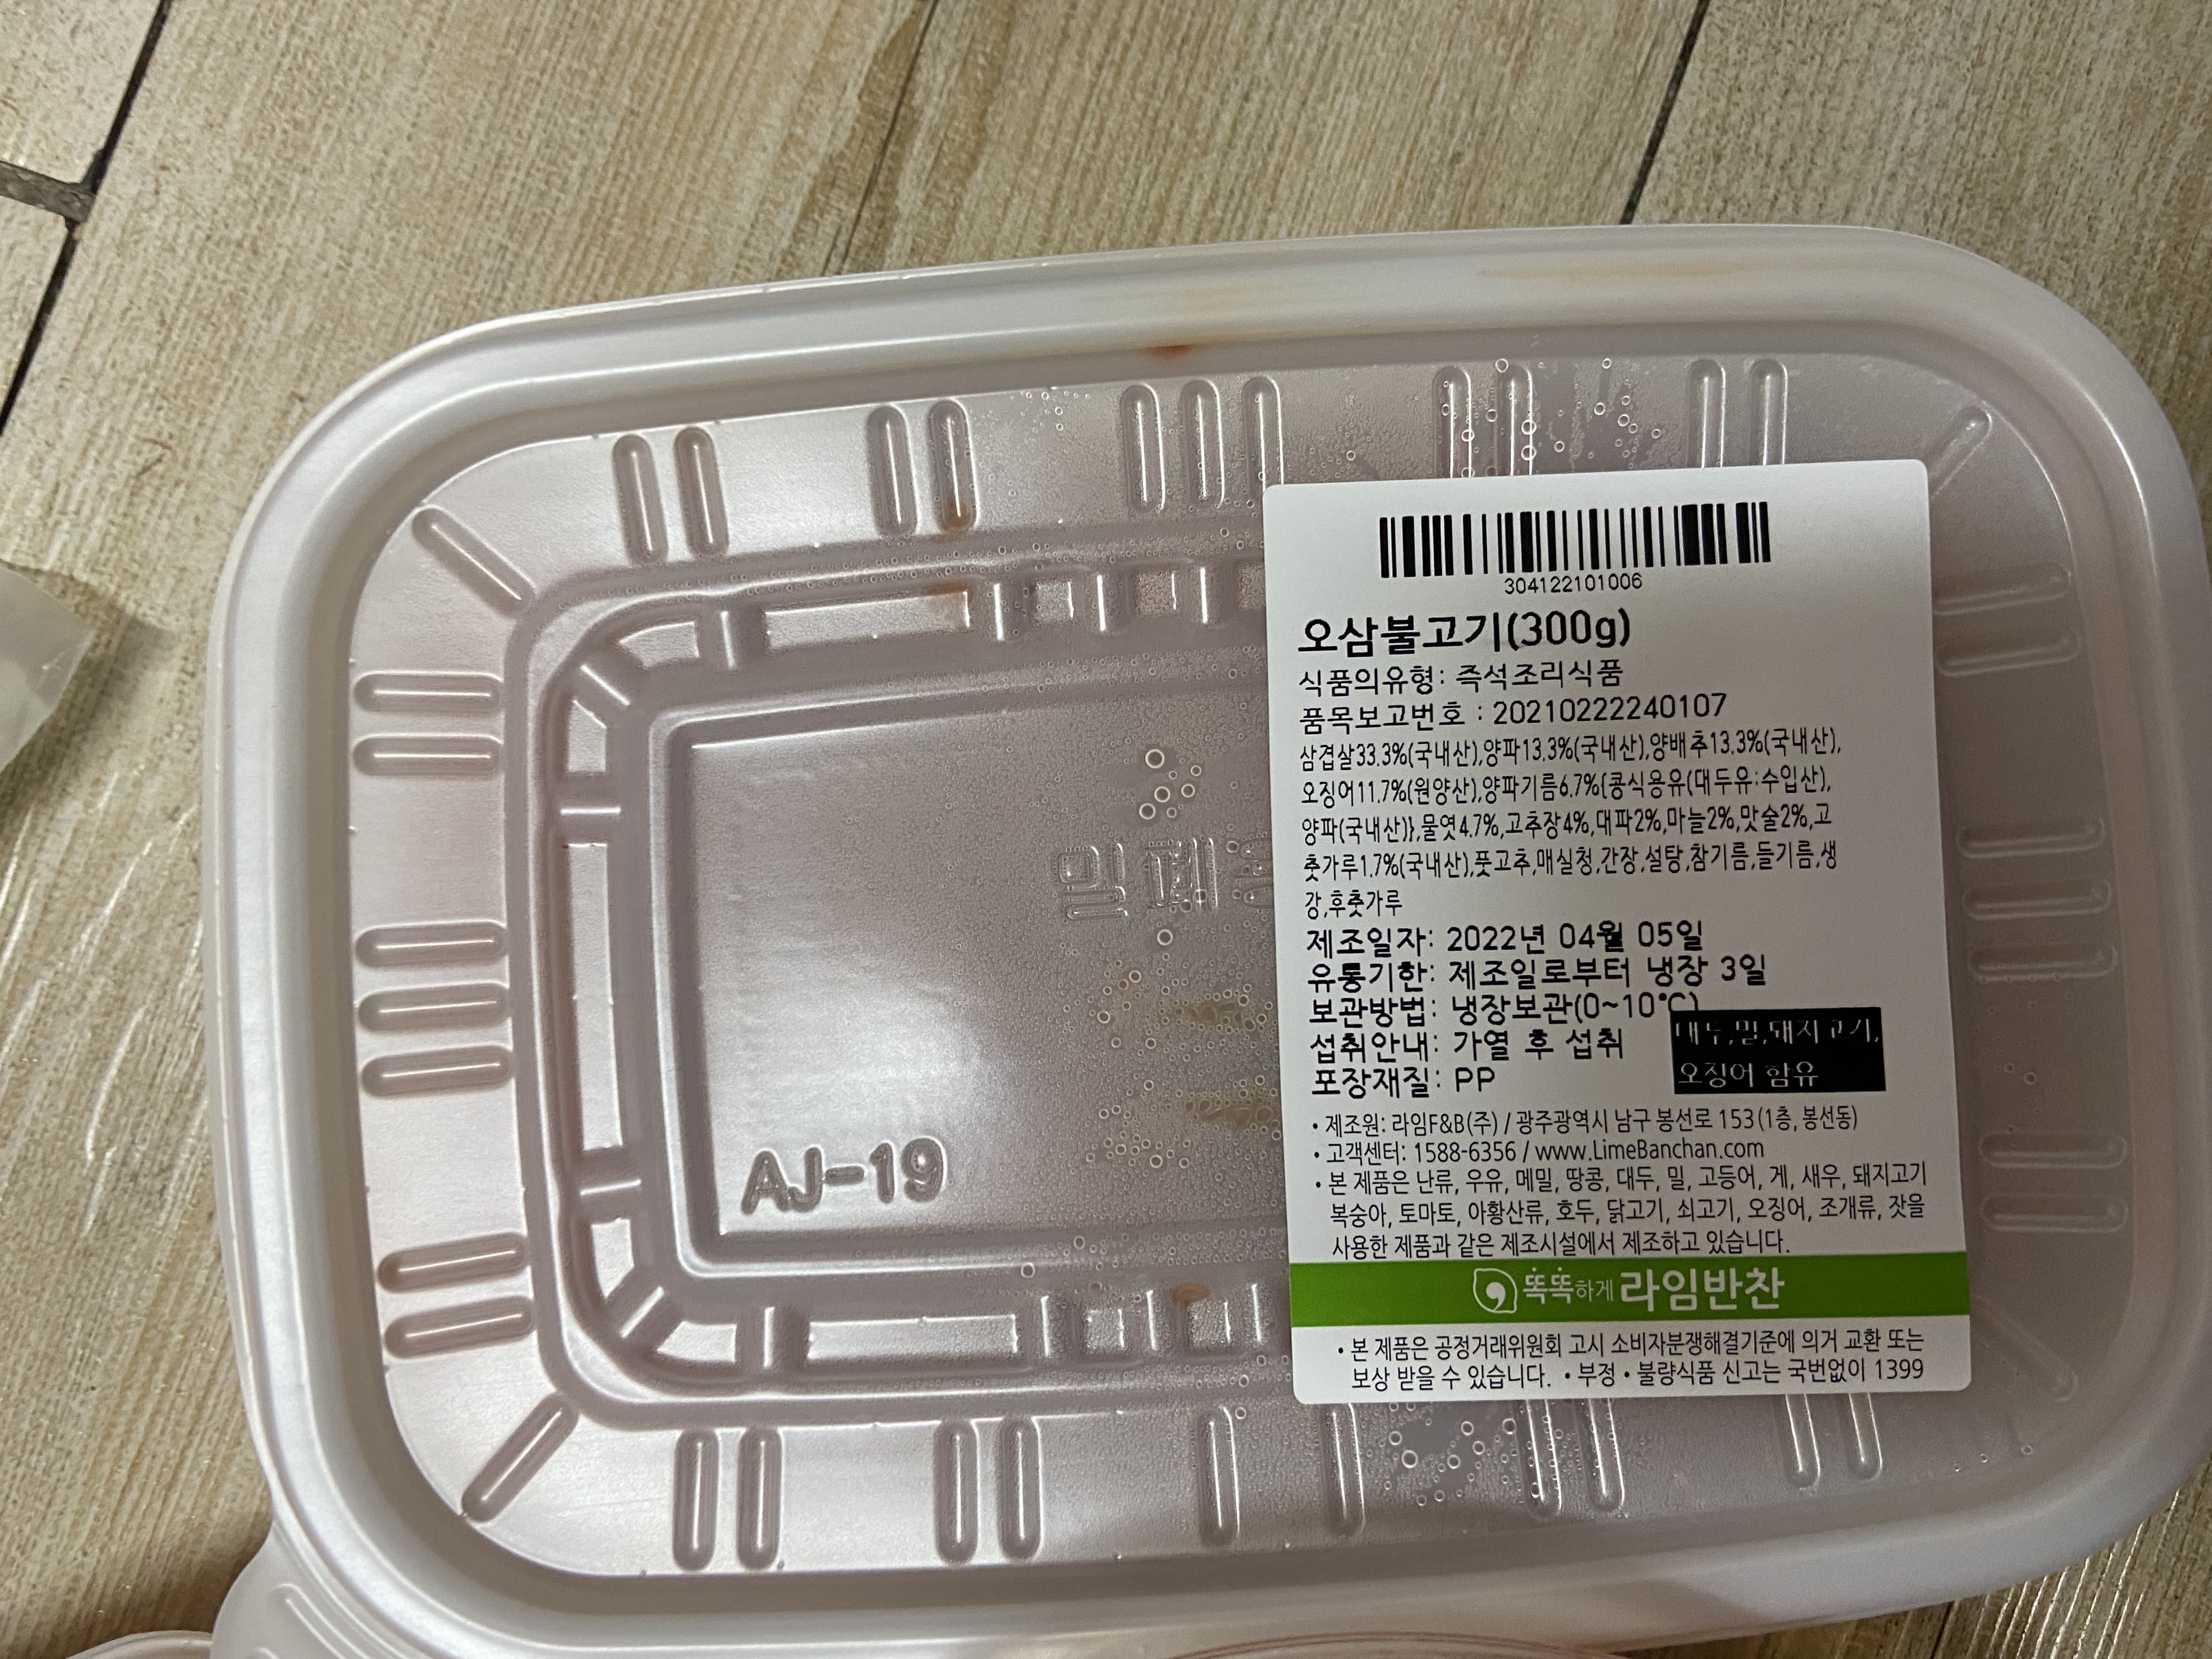 304122101006
오삼불고기(300g)
식품의유형: 즉석조리식품
품목보고번호 : 20210222240107
삼겹살33.3%(국내산),양파13.3%(국내산),양배추13.3%(국내산),
오징어11.7%(원양산),양파기름6.7%{콩식용유(대두유:수입산),
양파(국내산)},물엿4.7%,고추장4%,대파2%,마늘2%,맛술2%,고
춧가루1.7%(국내산),풋고추,매실청,간장,설탕,참기름,들기름,생
강,후춧가루
제조일자: 2022년 04월 05일
유통기한: 제조일로부터 냉장 3일
보관방법: 냉장보관(0~10℃)
섭취안내: 가열 후 섭취
포장재질: PP
대두,밀,돼지고기,
오징어 함유
• 제조원: 라임F&B(주) / 광주광역시 남구 봉선로 153(1층, 봉선동)
• 고객센터: 1588-6356 / www.LimeBanchan.com
• 본 제품은 난류, 우유, 메밀, 땅콩, 대두, 밀, 고등어, 게, 새우, 돼지고기
복숭아, 토마토, 아황산류, 호두, 닭고기, 쇠고기, 오징어, 조개류, 잣을
사용한 제품과 같은 제조시설에서 제조하고 있습니다.
똑똑하게 라임반찬
• 본 제품은 공정거래위원회 고시 소비자분쟁해결기준에 의거 교환 또는
보상 받을 수 있습니다. • 부정 • 불량식품 신고는 국번없이 1399
AJ-19